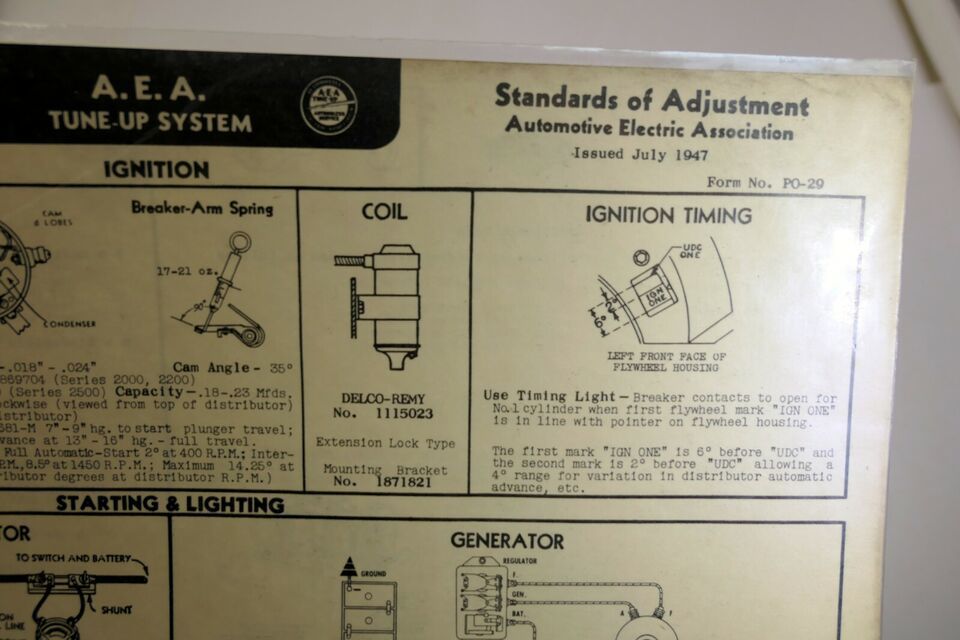 A. E. A.
TUNE-UP SYSTEM
A.E.A
TUNE-UP
Standards of Adjustment
Automotive Electric Association
Issued July 1947
Form No. PO-29
IGNITION
CAM
6 LOBES
CONDENSER
Breaker-Arm Spring
17-21 oz.
90°
-.018" - .024" Cam Angle - 35°
869704 (Series 2000, 2200)
(Series 2500) Capacity-.18-.23 Mfds.
ckwise (viewed from top of distributor)
istributor)
681-M 7"-9" hg. to start plunger travel;
vance at 13"-16" hg. - full travel.
Full Automatic-Start 2° at 400 R.P.M.; Inter-
P.M., 8.5° at 1450 R.P.M.; Maximum 14.25° at
ributor degrees at distributor R.P.M.)
COIL
DELCO-REMY
No. 1115023
Extension Lock Type
Mounting Bracket
No. 1871821
IGNITION TIMING
UDC
ONE
IGN
ONE
2°
6°
LEFT FRONT FACE OF
FLYWHEEL HOUSING
Use Timing Light-Breaker contacts to open for
No.1 cylinder when first flywheel mark "IGN ONE"
is in line with pointer on flywheel housing.
The first mark "IGN ONE" is 6° before "UDC" and
the second mark is 2° before "UDC" allowing a
4° range for variation in distributor automatic
advance, etc.
STARTING & LIGHTING
TOR
TO SWITCH AND BATTERY
SHUNT
ON
LINE
GENERATOR
GROUND
REGULATOR
F.
GEN.
BAT.
A
F